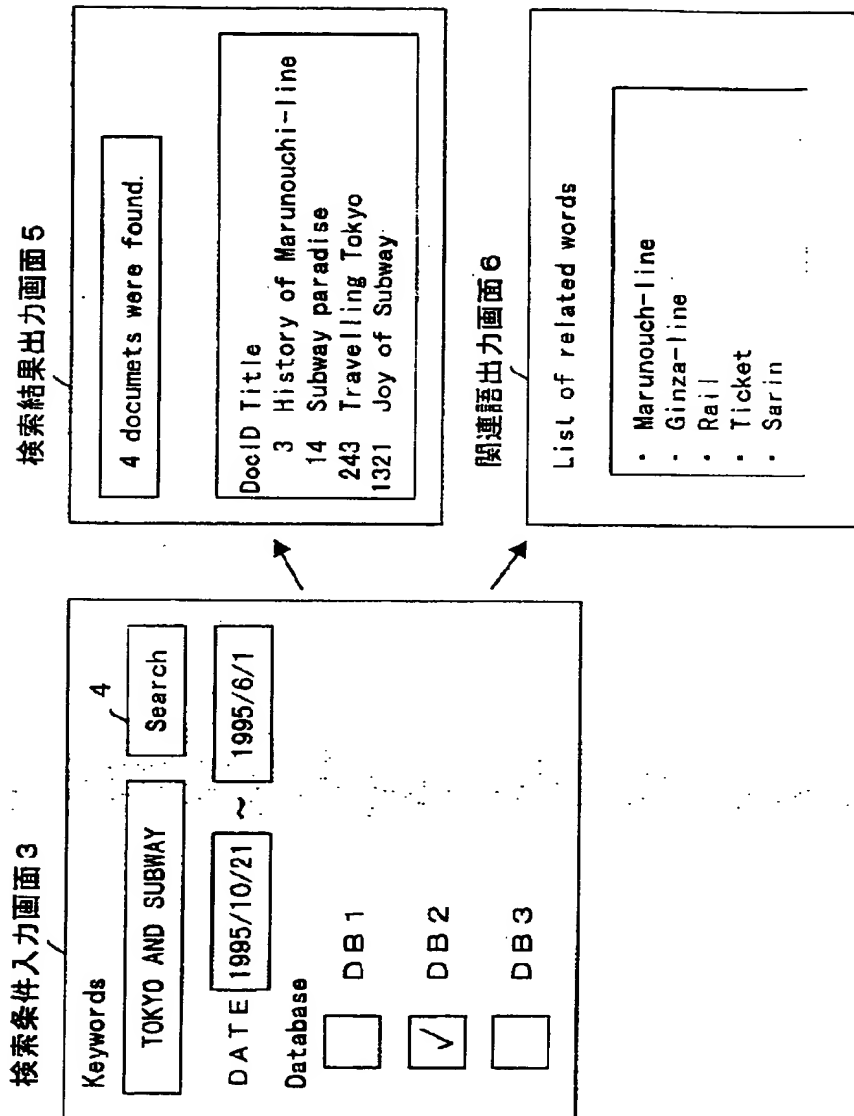 検索条件入力画面3
Keywords
4
TOKYO AND SUBWAY
Search
DATE 1995/10/21 ~ 1995/6/1
Database
DB1
√ DB2
DB3
検索結果出力画面5
4 documets were found.
DocID Title
3 History of Marunouchi-line
14 Subway paradise
243 Travelling Tokyo
1321 Joy of Subway
関連語出力画面6
List of related words
・ Marunouch-line
・ Ginza-line
・ Rail
・ Ticket
・ Sarin